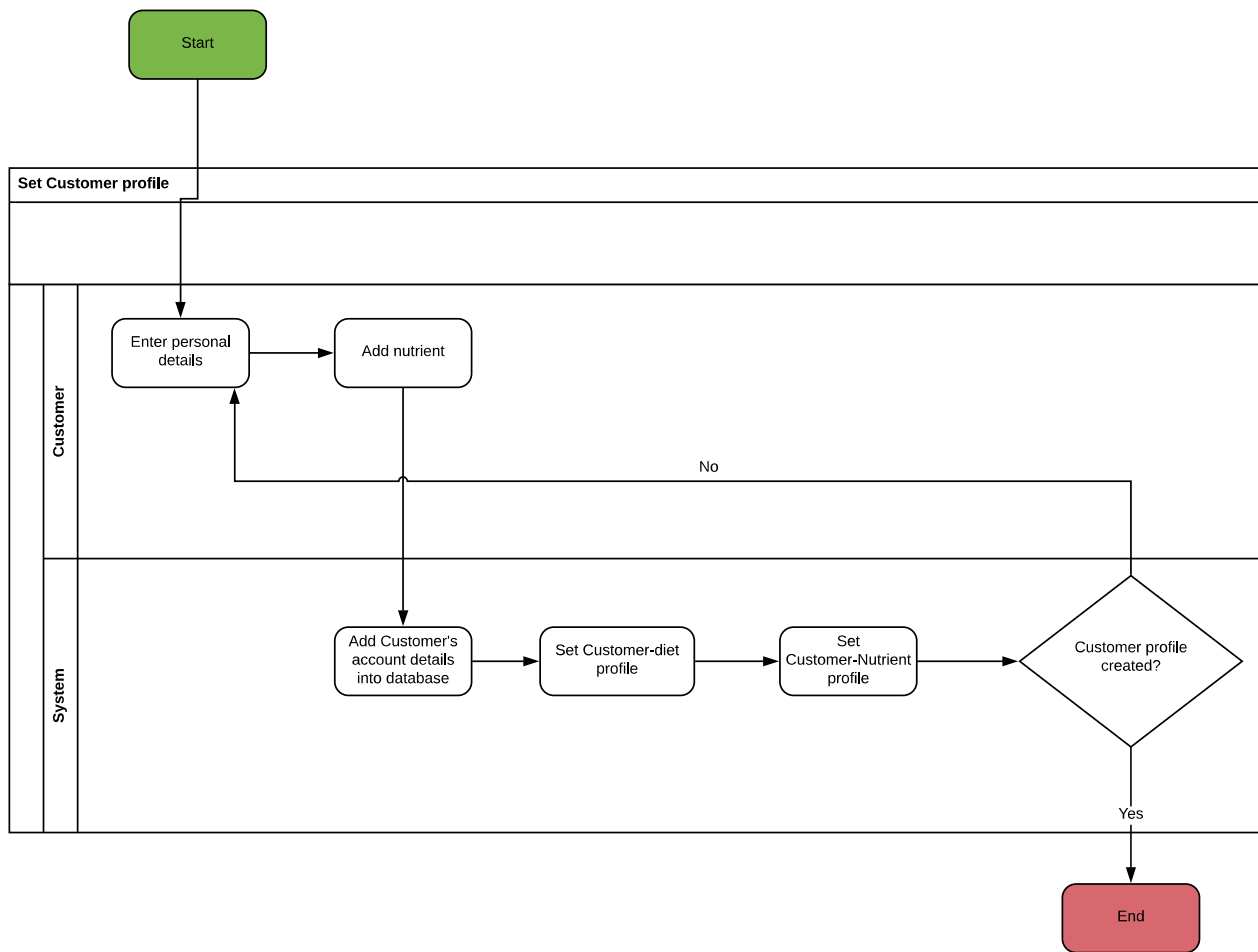 Start
Set Customer profile
Customer
Enter personal
details
Add nutrient
No
System
Add Customer's
account details
into database
Set Customer-diet
profile
Set
Customer-Nutrient
profile
Customer profile
created?
Yes
End